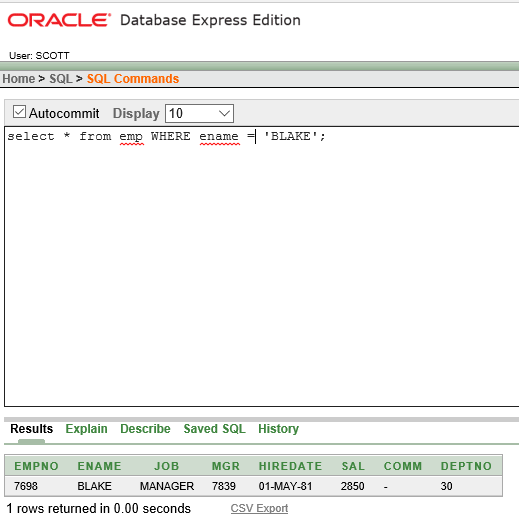 ORACLE® Database Express Edition
User: SCOTT
Home > SQL > SQL Commands
Autocommit Display 10
select * from emp WHERE ename = 'BLAKE';
Results Explain Describe Saved SQL History
EMPNO ENAME JOB MGR HIREDATE SAL COMM DEPTNO
7698 BLAKE MANAGER 7839 01-MAY-81 2850 - 30
1 rows returned in 0.00 seconds CSV Export